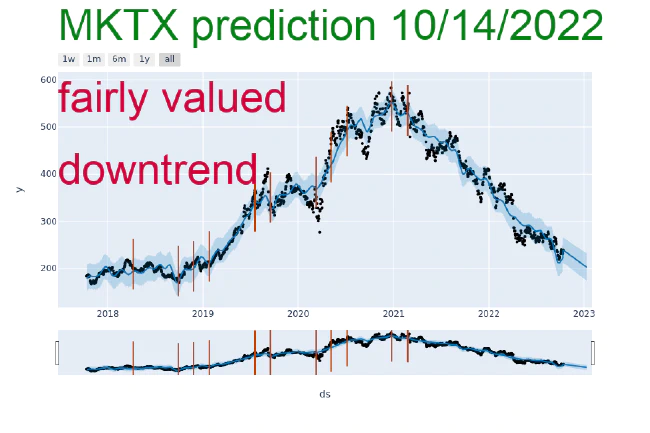 MKTX prediction 10/14/2022
1w 1m 6m 1y all
fairly valued
downtrend
600
500
400
300
200
y
2018 2019 2020 2021 2022 2023
ds